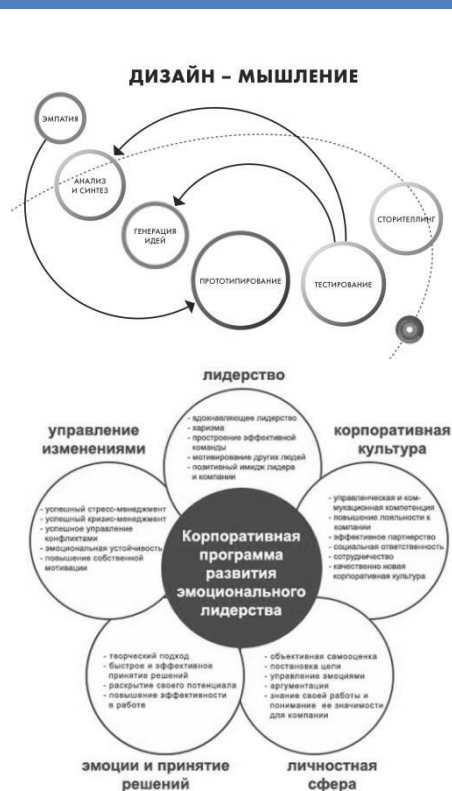 ДИЗАЙН – МЫШЛЕНИЕ
ЭМПАТИЯ
АНАЛИЗ
И СИНТЕЗ
ГЕНЕРАЦИЯ
ИДЕЙ
ПРОТОТИПИРОВАНИЕ
ТЕСТИРОВАНИЕ
СТОРИТЕЛЛИНГ
лидерство
- вдохновляющее лидерство
- харизма
- простроение эффективной
команды
- мотивирование других людей
- позитивный имидж лидера
и компании
управление
изменениями
- успешный стресс-менеджмент
- успешный кризис-менеджмент
- успешное управление
конфликтами
- эмоциональная устойчивость
- повышение собственной
мотивации
корпоративная
культура
- управленческая и ком-
мукационная компетенция
- повышение лояльности к
компании
- эффективное партнерство
- социальная ответственность
- сотрудничество
- качественно новая
корпоративная культура
Корпоративная
программа
развития
эмоционального
лидерства
- творческий подход
- быстрое и эффективное
принятие решений
- раскрытие своего потенциала
- повышение эффективности
в работе
эмоции и принятие
решений
- объективная самооценка
- постановка цели
- управление эмоциями
- аргументация
- знание своей работы и
понимание ее значимости
для компании
личностная
сфера